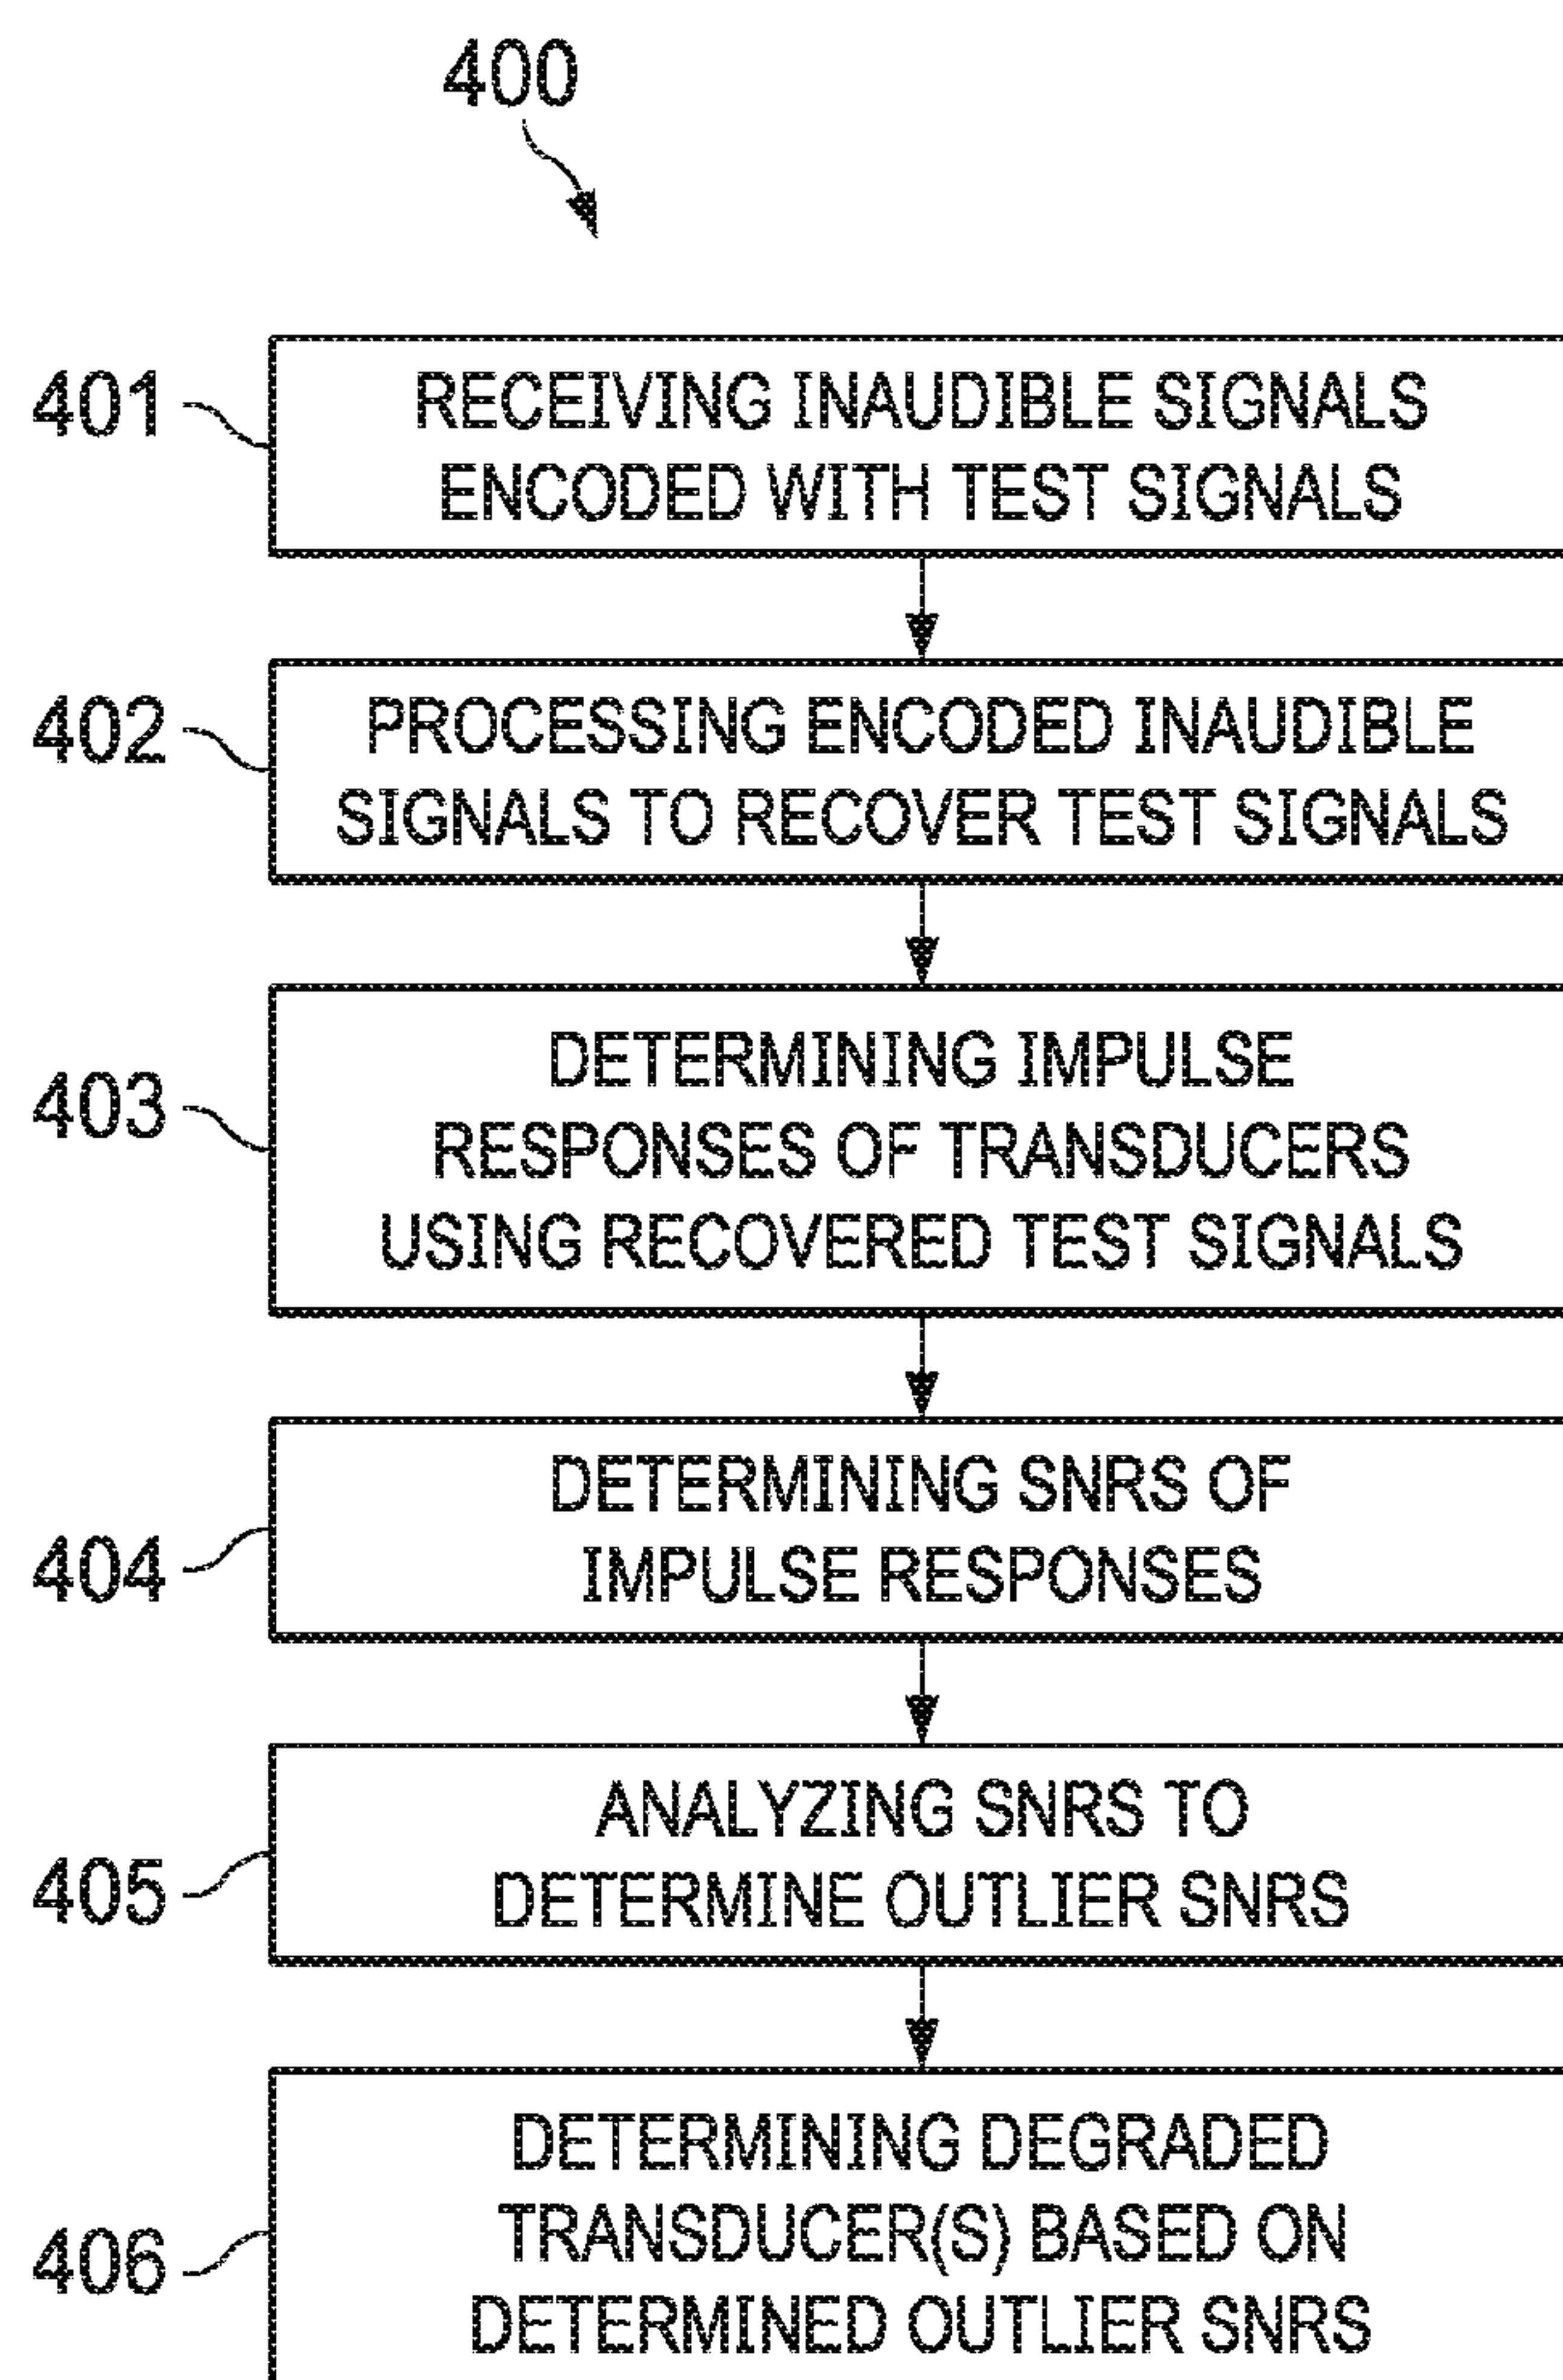 400
401
RECEIVING INAUDIBLE SIGNALS
ENCODED WITH TEST SIGNALS
402
PROCESSING ENCODED INAUDIBLE
SIGNALS TO RECOVER TEST SIGNALS
403
DETERMINING IMPULSE
RESPONSES OF TRANSDUCERS
USING RECOVERED TEST SIGNALS
404
DETERMINING SNRS OF
IMPULSE RESPONSES
405
ANALYZING SNRS TO
DETERMINE OUTLIER SNRS
406
DETERMINING DEGRADED
TRANSDUCER(S) BASED ON
DETERMINED OUTLIER SNRS